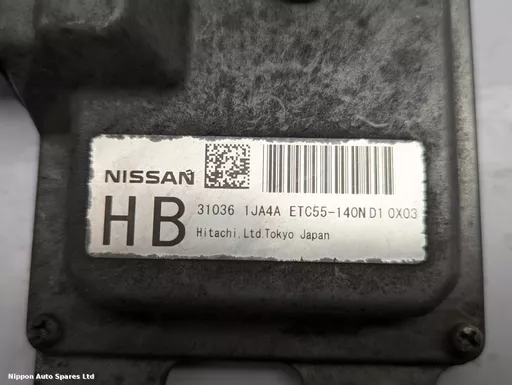 NISSAN
HB
31036 1JA4A ETC55-140N D1 0X03
Hitachi,Ltd.Tokyo Japan
Nippon Auto Spares Ltd